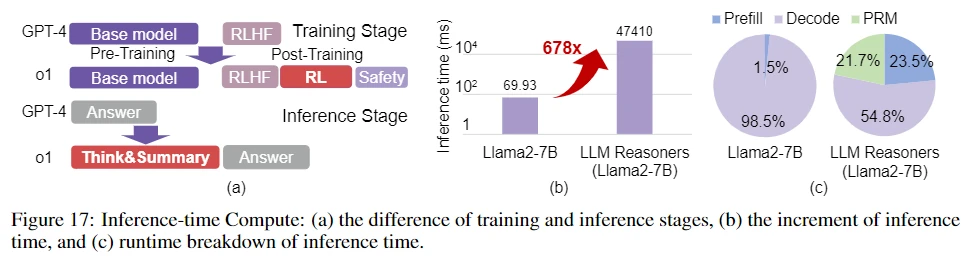 GPT-4 Base model RLHF Training Stage
Pre-Training Post-Training
o1 Base model RLHF RL Safety
GPT-4 Answer Inference Stage
o1 Think&Summary Answer
(a)
Inference time (ms)
10⁴
10²
1
69.93
678x
47410
Llama2-7B
LLM Reasoners
(Llama2-7B)
(b)
Prefill Decode PRM
1.5%
98.5%
Llama2-7B
21.7% 23.5%
54.8%
LLM Reasoners
(Llama2-7B)
(c)
Figure 17: Inference-time Compute: (a) the difference of training and inference stages, (b) the increment of inference
time, and (c) runtime breakdown of inference time.